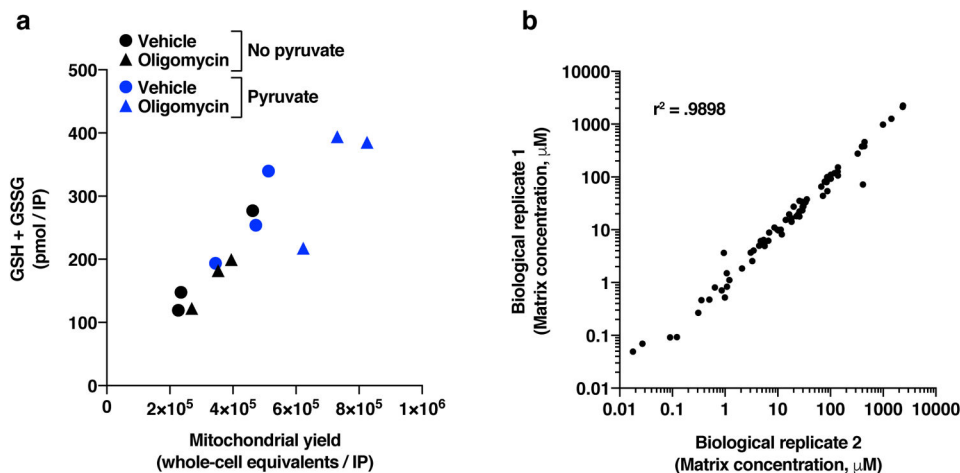 a
Vehicle
Oligomycin
No pyruvate
Vehicle
Oligomycin
Pyruvate
GSH + GSSG
(pmol / IP)
500
400
300
200
100
0
0
2×10⁵
4×10⁵
6×10⁵
8×10⁵
1×10⁶
Mitochondrial yield
(whole-cell equivalents / IP)
b
r² = .9898
Biological replicate 1
(Matrix concentration, μM)
10000
1000
100
10
1
0.1
0.01
0.01
0.1
1
10
100
1000
10000
Biological replicate 2
(Matrix concentration, μM)